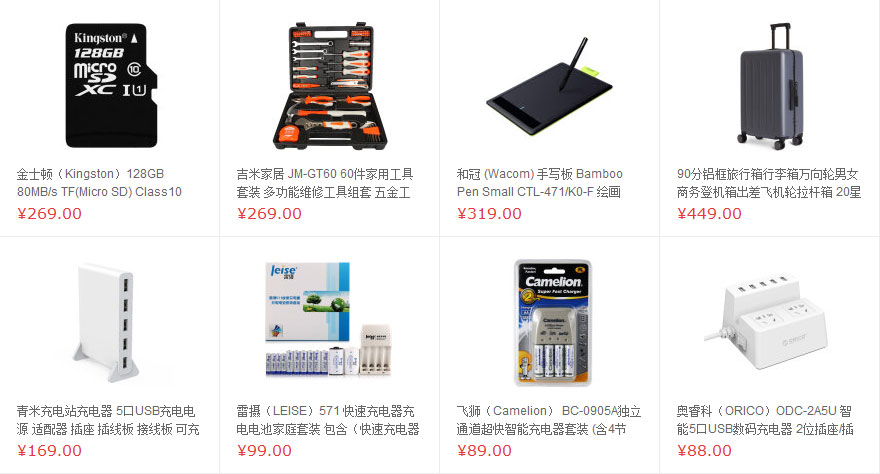 Kingston
128GB
micro
SD
XC I U1
10
金士顿（Kingston）128GB
80MB/s TF(Micro SD) Class10
¥269.00
吉米家居 JM-GT60 60件家用工具
套装 多功能维修工具组套 五金工
¥269.00
和冠 (Wacom) 手写板 Bamboo
Pen Small CTL-471/K0-F 绘画
¥319.00
90分铝框旅行箱行李箱万向轮男女
商务登机箱出差飞机轮拉杆箱 20星
¥449.00
青米充电站充电器 5口USB充电电
源 适配器 插座 插线板 接线板 可充
¥169.00
leise
雷摄
雷摄（LEISE）571 快速充电器充
电电池家庭套装 包含（快速充电器
¥99.00
Camelion
Super Fast Charger
飞狮（Camelion） BC-0905A独立
通道超快智能充电器套装 (含4节
¥89.00
ORICO
奥睿科（ORICO）ODC-2A5U 智
能5口USB数码充电器 2位插座/插
¥88.00